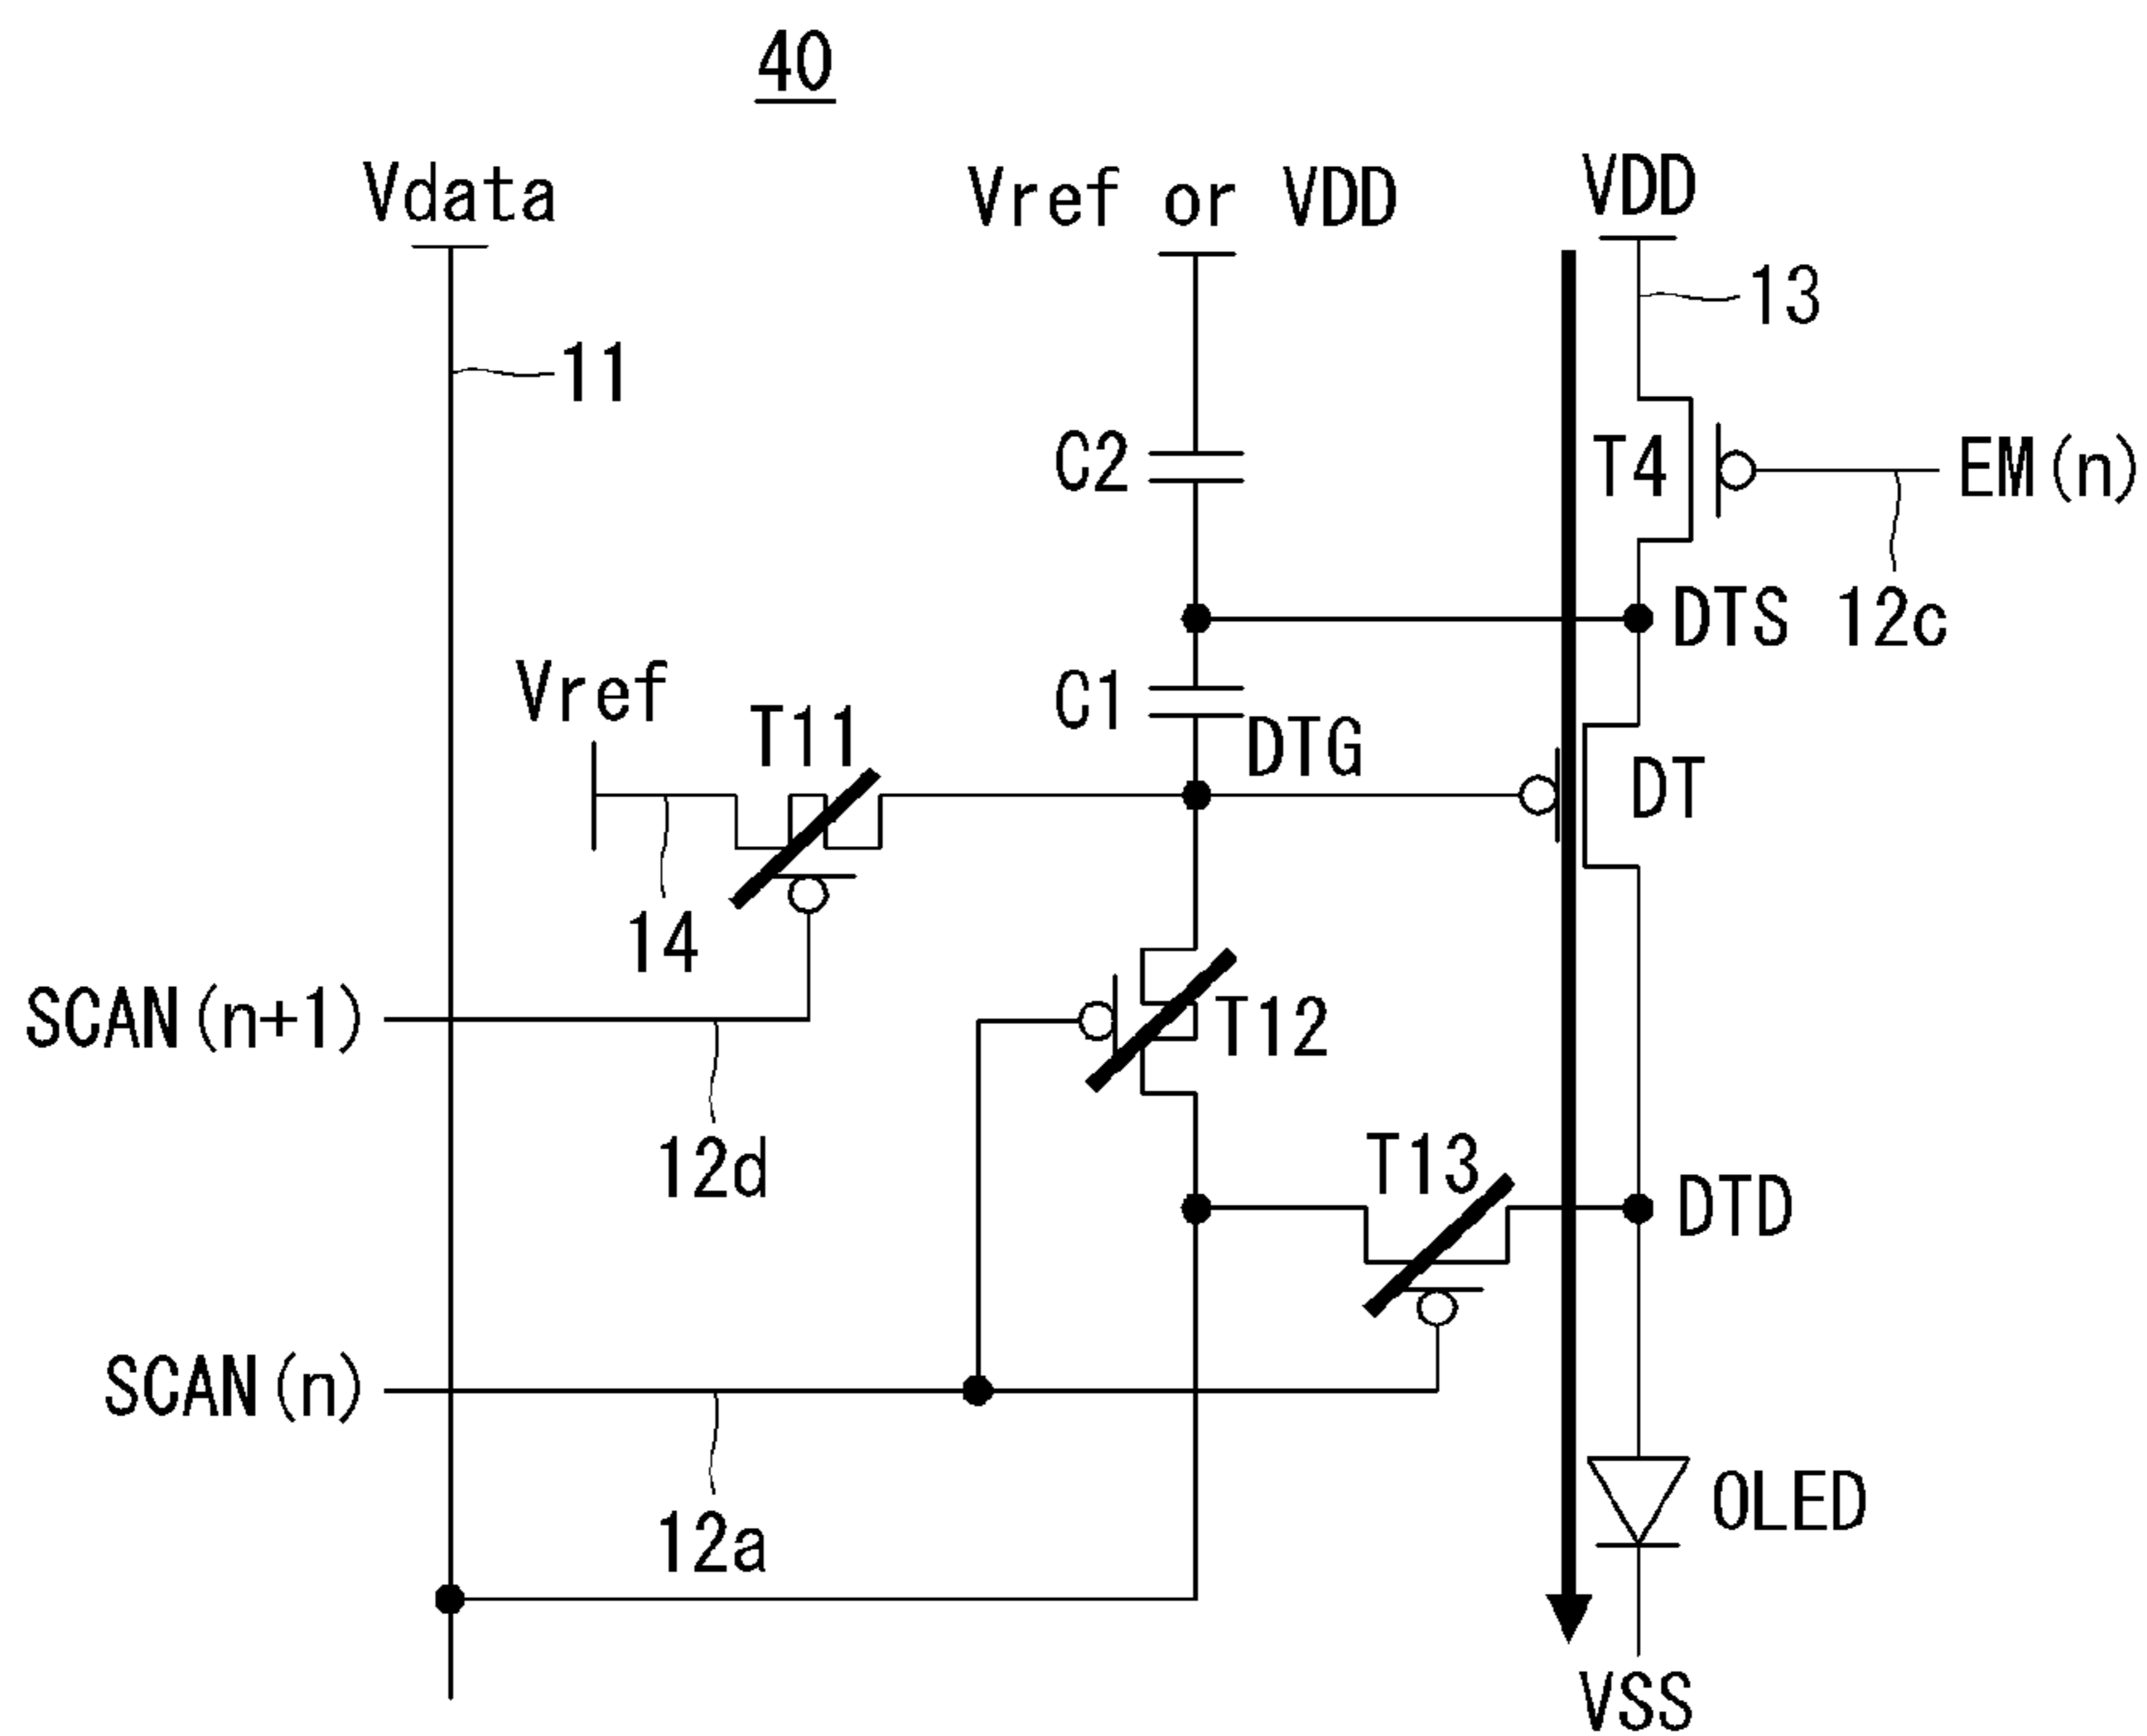 40
Vdata
Vref or VDD
VDD
13
11
C2
T4
EM(n)
DTS
12c
Vref
T11
C1
DTG
DT
14
SCAN(n+1)
T12
12d
T13
DTD
SCAN(n)
OLED
12a
VSS